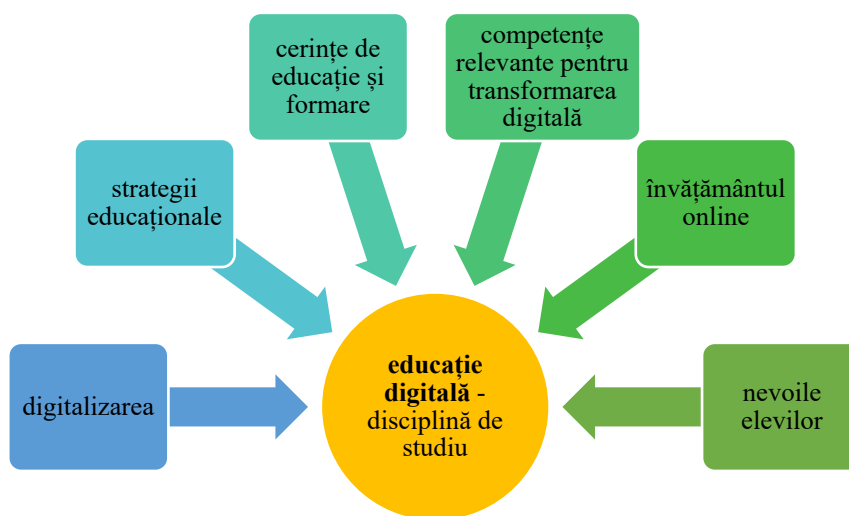 cerințe de
educație și
formare
competențe
relevante pentru
transformarea
digitală
strategii
educaționale
învățământul
online
digitalizarea
educație
digitală -
disciplină de
studiu
nevoile
elevilor